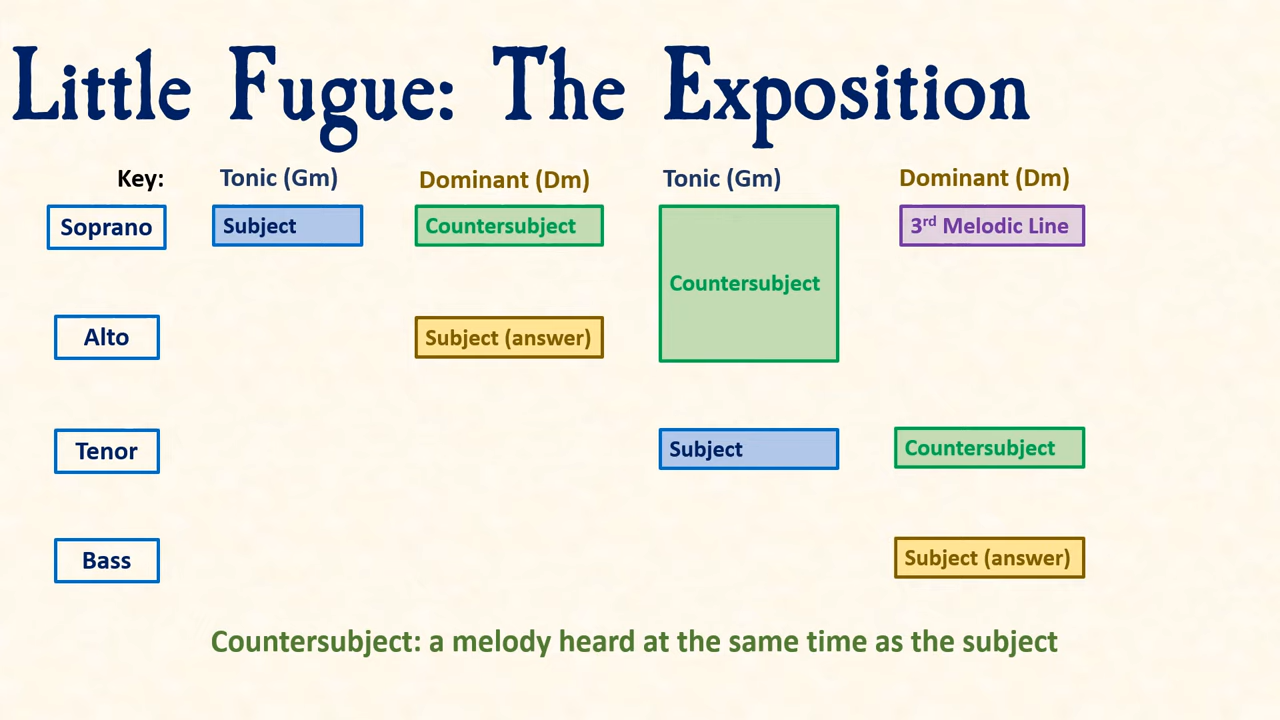 Little Fugue: The Exposition
Key: Tonic (Gm) Dominant (Dm) Tonic (Gm) Dominant (Dm)
Soprano Subject Countersubject 3rd Melodic Line
Countersubject
Alto Subject (answer)
Tenor Subject Countersubject
Bass Subject (answer)
Countersubject: a melody heard at the same time as the subject